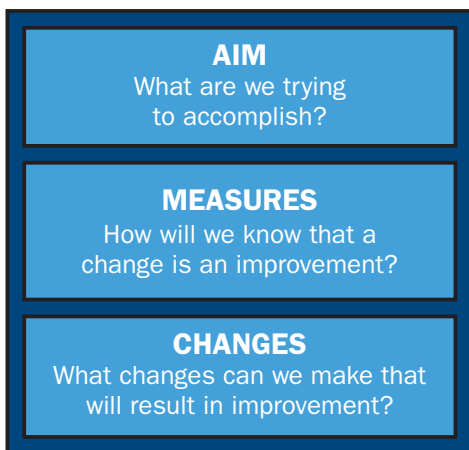 AIM
What are we trying
to accomplish?
MEASURES
How will we know that a
change is an improvement?
CHANGES
What changes can we make that
will result in improvement?